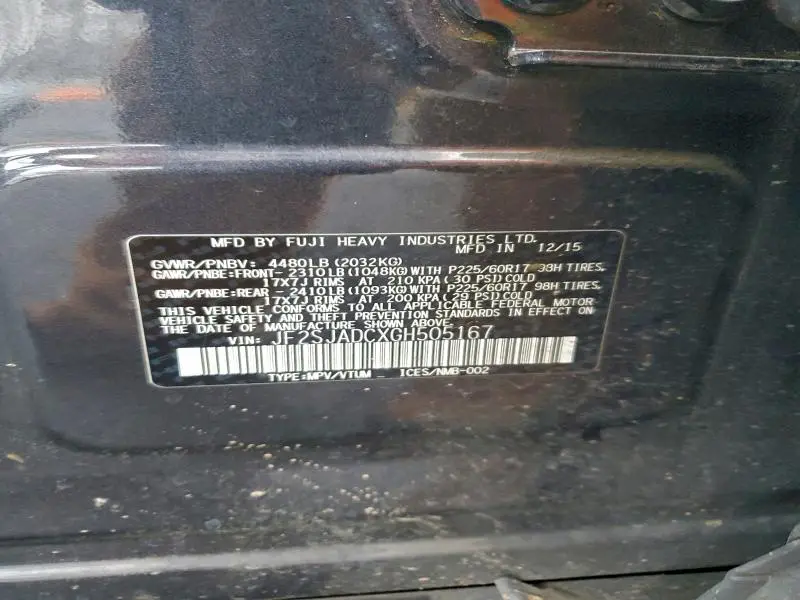 MFD BY FUJI HEAVY INDUSTRIES LTD.
MFD IN 12/15
GVWR/PNBV: 4480LB (2032KG)
GAWR/PNBE:FRONT- 2310LB (1048KG) WITH P225/60R17 98H TIRES,
17X7J RIMS AT 210 KPA (30 PSI) COLD
GAWR/PNBE:REAR - 2410LB (1093KG) WITH P225/60R17 98H TIRES,
17X7J RIMS AT 200 KPA (29 PSI) COLD
THIS VEHICLE CONFORMS TO ALL APPLICABLE FEDERAL MOTOR
VEHICLE SAFETY AND THEFT PREVENTION STANDARDS IN EFFECT ON
THE DATE OF MANUFACTURE SHOWN ABOVE.
VIN: JF2SJADCXGH505167
TYPE:MPV/VTUM - ICES/NMB-002